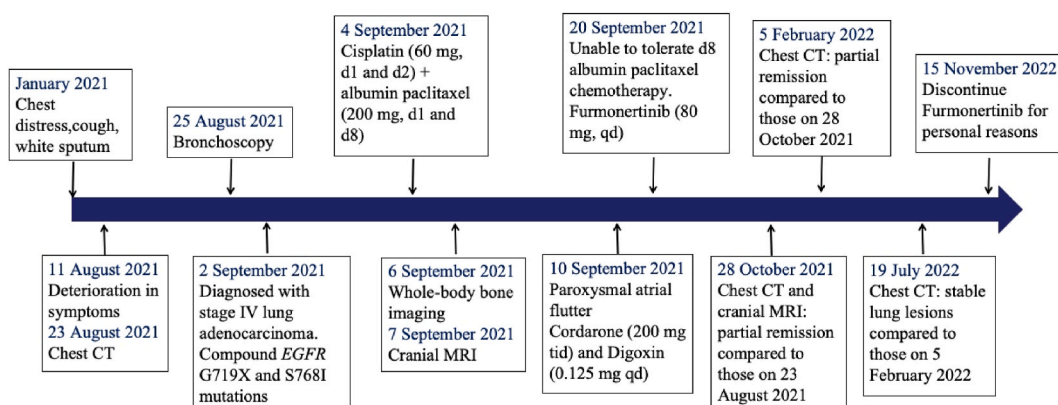 January 2021
Chest
distress,cough,
white sputum
25 August 2021
Bronchoscopy
4 September 2021
Cisplatin (60 mg,
d1 and d2) +
albumin paclitaxel
(200 mg, d1 and
d8)
20 September 2021
Unable to tolerate d8
albumin paclitaxel
chemotherapy.
Furmonertinib (80
mg, qd)
5 February 2022
Chest CT: partial
remission
compared to
those on 28
October 2021
15 November 2022
Discontinue
Furmonertinib for
personal reasons
11 August 2021
Deterioration in
symptoms
23 August 2021
Chest CT
2 September 2021
Diagnosed with
stage IV lung
adenocarcinoma.
Compound EGFR
G719X and S768I
mutations
6 September 2021
Whole-body bone
imaging
7 September 2021
Cranial MRI
10 September 2021
Paroxysmal atrial
flutter
Cordarone (200 mg
tid) and Digoxin
(0.125 mg qd)
28 October 2021
Chest CT and
cranial MRI:
partial remission
compared to
those on 23
August 2021
19 July 2022
Chest CT: stable
lung lesions
compared to
those on 5
February 2022